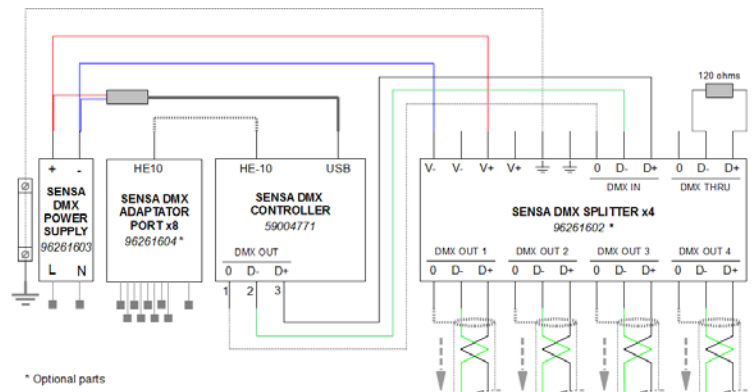 120 ohms
+ -
SENSA
DMX
POWER
SUPPLY
96261603
L N
HE10
SENSA DMX
ADAPTATOR
PORT x8
96261604 *
HE-10 USB
SENSA DMX
CONTROLLER
59004771
DMX OUT
0 D- D+
1 2 3
V- V- V+ V+ 0 D- D+ 0 D- D+
DMX IN DMX THRU
SENSA DMX SPLITTER x4
96261602 *
DMX OUT 1 DMX OUT 2 DMX OUT 3 DMX OUT 4
0 D- D+ 0 D- D+ 0 D- D+ 0 D- D+
* Optional parts